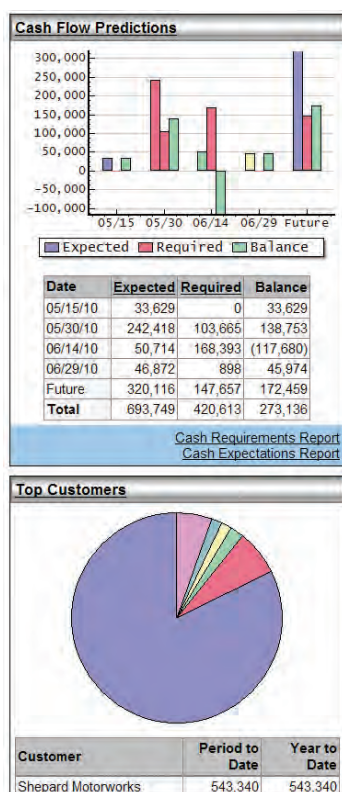 Cash Flow Predictions
300,000
250,000
200,000
150,000
100,000
50,000
0
-50,000
-100,000
05/15 05/30 06/14 06/29 Future
Expected Required Balance
Date Expected Required Balance
05/15/10 33,629 0 33,629
05/30/10 242,418 103,665 138,753
06/14/10 50,714 168,393 (117,680)
06/29/10 46,872 898 45,974
Future 320,116 147,657 172,459
Total 693,749 420,613 273,136
Cash Requirements Report
Cash Expectations Report
Top Customers
Customer Period to Date Year to Date
Shepard Motorworks 543,340 543,340